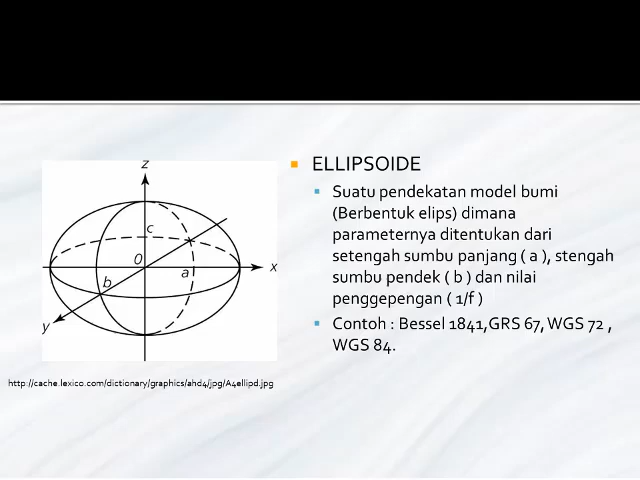 z
c
0
a
x
b
y
http://cache.lexico.com/dictionary/graphics/ahd4/jpg/A4ellipd.jpg
ELLIPSOIDE
Suatu pendekatan model bumi
(Berbentuk elips) dimana
parameternya ditentukan dari
setengah sumbu panjang ( a ), stengah
sumbu pendek ( b ) dan nilai
penggepengan ( 1/f )
Contoh : Bessel 1841,GRS 67, WGS 72 ,
WGS 84.